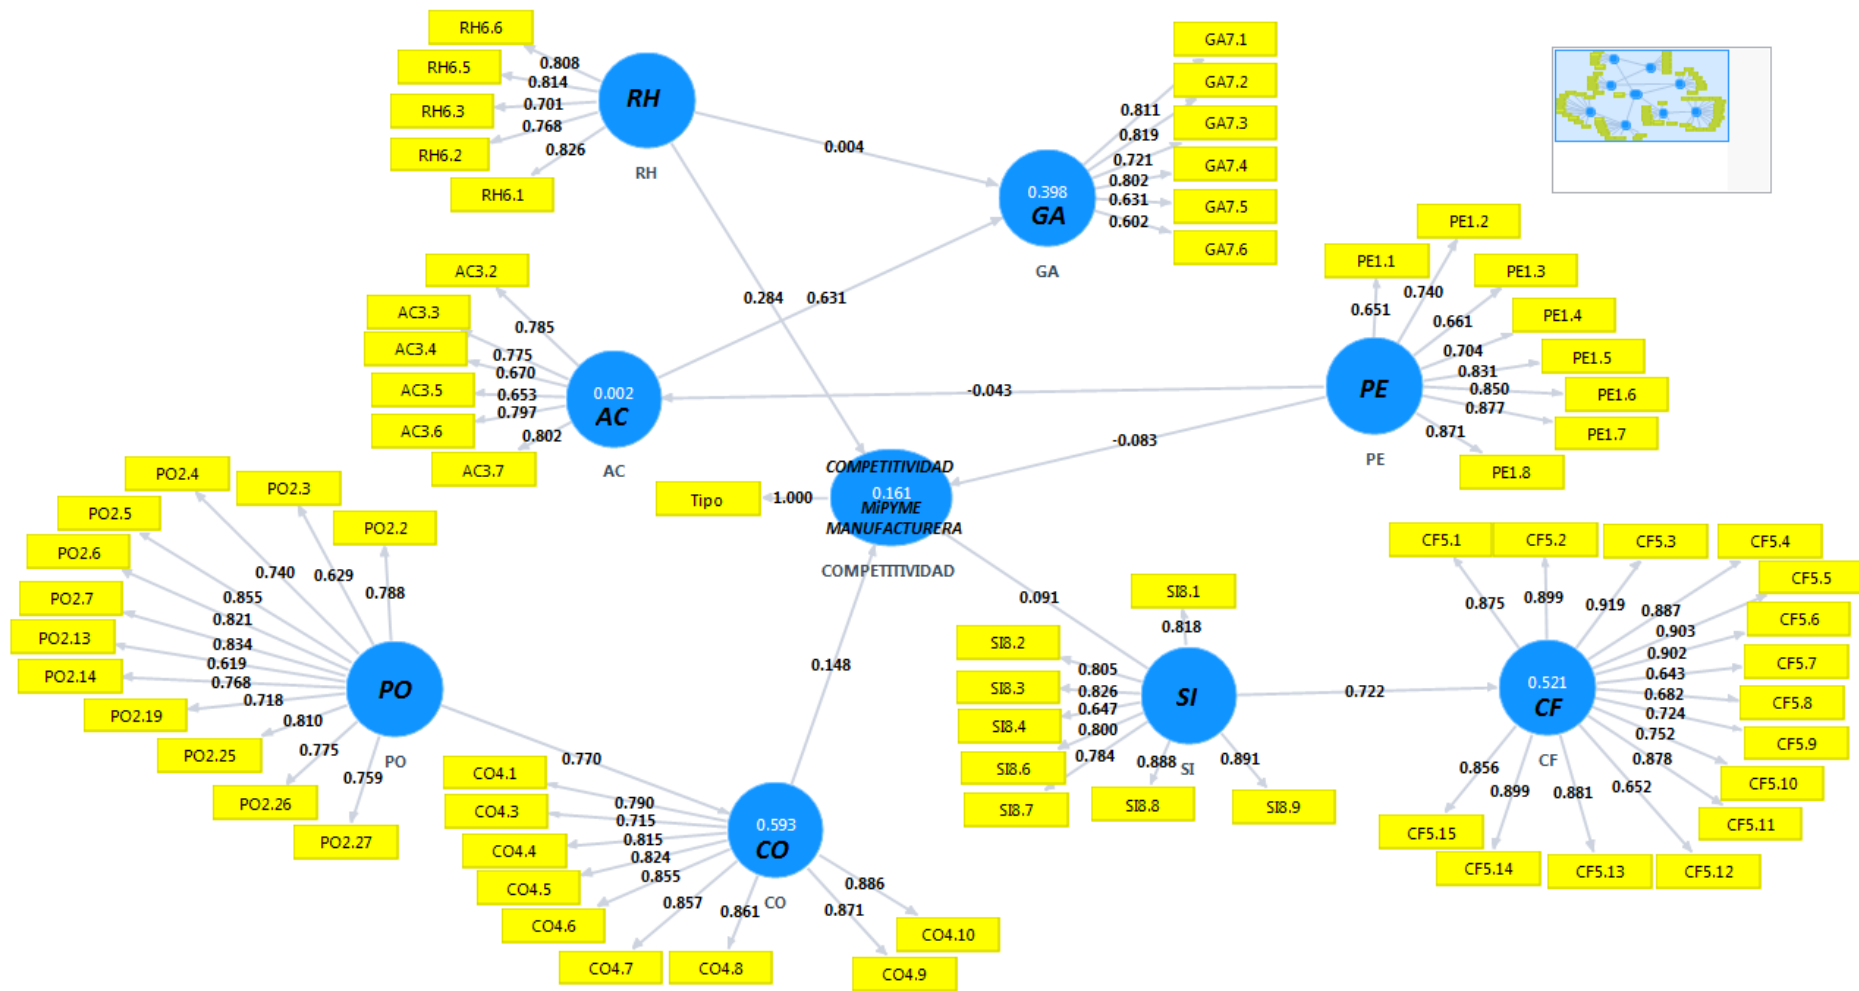 RH6.6
RH6.5
RH6.3
RH6.2
RH6.1
0.808
0.814
0.701
0.768
0.826
RH
RH
0.004
0.284
GA7.1
GA7.2
GA7.3
GA7.4
GA7.5
GA7.6
0.811
0.819
0.721
0.802
0.631
0.602
0.398
GA
GA
0.631
AC3.2
AC3.3
AC3.4
AC3.5
AC3.6
AC3.7
0.785
0.775
0.670
0.653
0.797
0.802
0.002
AC
AC
-0.043
-0.083
PE1.1
PE1.2
PE1.3
PE1.4
PE1.5
PE1.6
PE1.7
PE1.8
0.651
0.740
0.661
0.704
0.831
0.850
0.877
0.871
PE
PE
Tipo
1.000
COMPETITIVIDAD
0.161
MiPYME
MANUFACTURERA
COMPETITIVIDAD
0.148
0.091
PO2.4
PO2.3
PO2.2
PO2.5
PO2.6
PO2.7
PO2.13
PO2.14
PO2.19
PO2.25
PO2.26
PO2.27
0.740
0.629
0.788
0.855
0.821
0.834
0.619
0.768
0.718
0.810
0.775
0.759
PO
PO
0.770
CO4.1
CO4.3
CO4.4
CO4.5
CO4.6
CO4.7
CO4.8
CO4.9
CO4.10
0.790
0.715
0.815
0.824
0.855
0.857
0.861
0.871
0.886
0.593
CO
CO
SI8.1
SI8.2
SI8.3
SI8.4
SI8.6
SI8.7
SI8.8
SI8.9
0.818
0.805
0.826
0.647
0.800
0.784
0.888
0.891
SI
SI
0.722
CF5.1
CF5.2
CF5.3
CF5.4
CF5.5
CF5.6
CF5.7
CF5.8
CF5.9
CF5.10
CF5.11
CF5.12
CF5.13
CF5.14
CF5.15
0.875
0.899
0.919
0.887
0.903
0.902
0.643
0.682
0.724
0.752
0.878
0.652
0.881
0.899
0.856
0.521
CF
CF